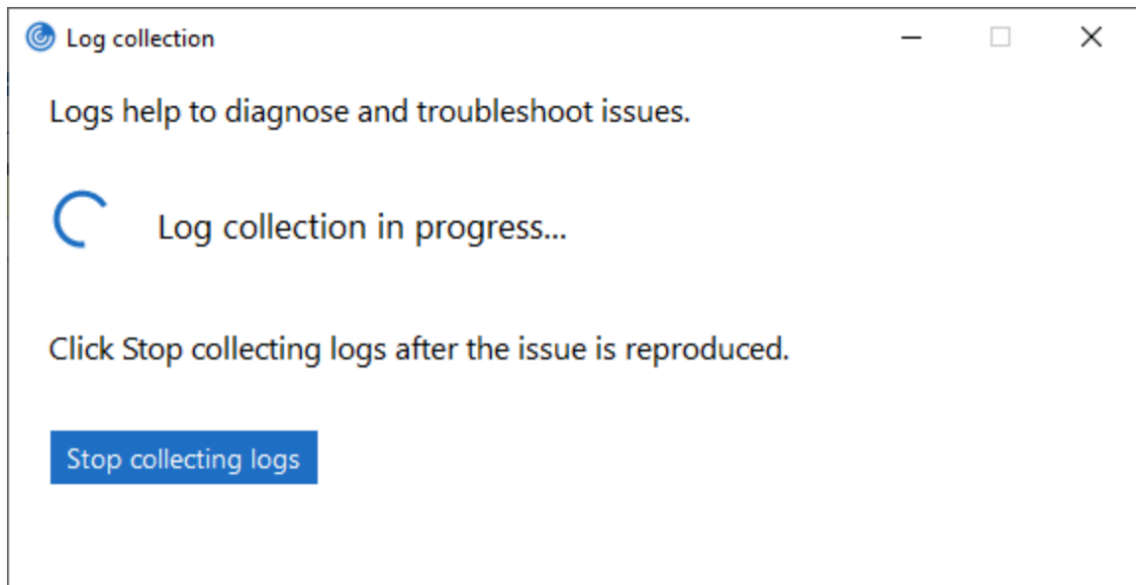 Log collection
Logs help to diagnose and troubleshoot issues.
Log collection in progress...
Click Stop collecting logs after the issue is reproduced.
Stop collecting logs